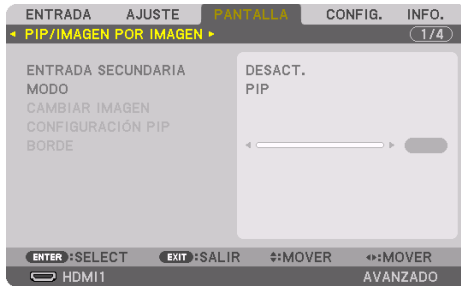 ENTRADA AJUSTE PANTALLA CONFIG. INFO.
PIP/IMAGEN POR IMAGEN 1/4
ENTRADA SECUNDARIA DESACT.
MODO PIP
CAMBIAR IMAGEN
CONFIGURACIÓN PIP
BORDE
ENTER :SELECT EXIT :SALIR :MOVER :MOVER
HDMI1 AVANZADO